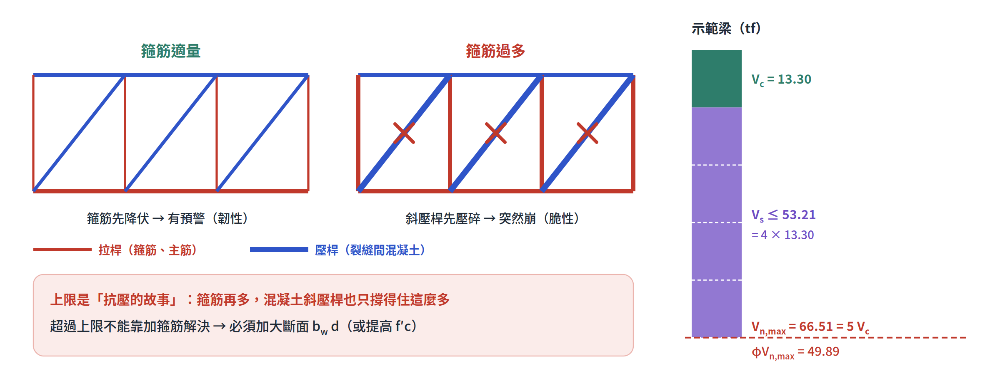 箍筋適量
箍筋先降伏 → 有預警（韌性）
箍筋過多
斜壓桿先壓碎 → 突然崩（脆性）
拉桿（箍筋、主筋）
壓桿（裂縫間混凝土）
上限是「抗壓的故事」：箍筋再多，混凝土斜壓桿也只撐得住這麼多
超過上限不能靠加箍筋解決 → 必須加大斷面 bw d（或提高 f′c）
示範梁（tf）
Vc = 13.30
Vs ≤ 53.21
= 4 × 13.30
Vn,max = 66.51 = 5 Vc
ϕVn,max = 49.89